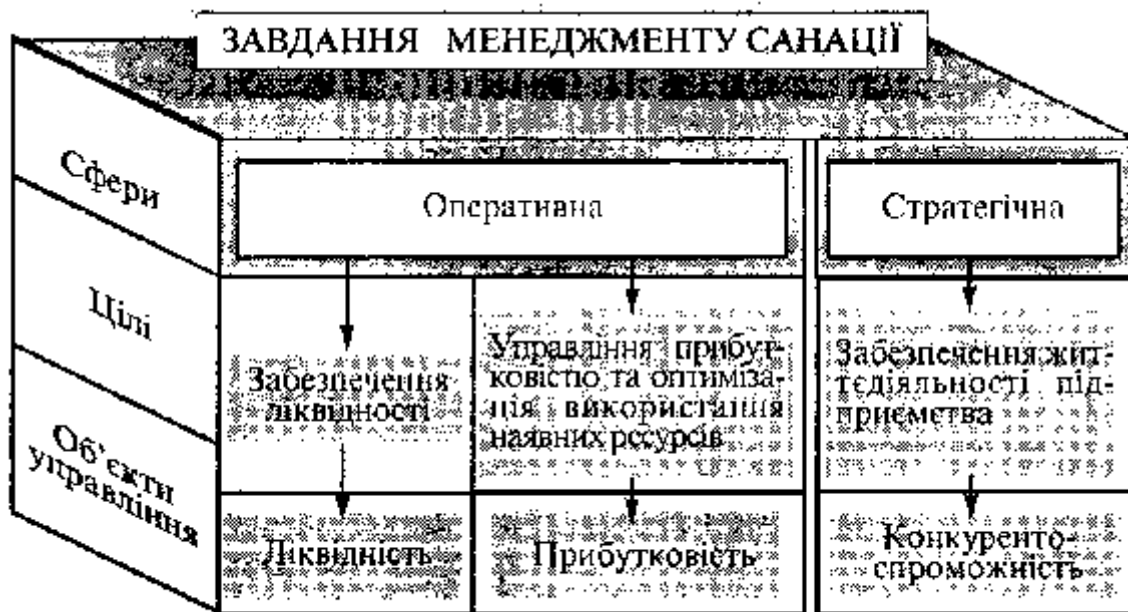 ЗАВДАННЯ МЕНЕДЖМЕНТУ САНАЦІЇ
Сфери
Оперативна
Стратегічна
Цілі
Забезпечення
ліквідності
Управління прибут-
ковістю та оптиміза-
ція використання
наявних ресурсів
Забезпечення жит-
тєдіяльності під-
приємства
Об'єкти
управління
Ліквідність
Прибутковість
Конкуренто-
спроможність